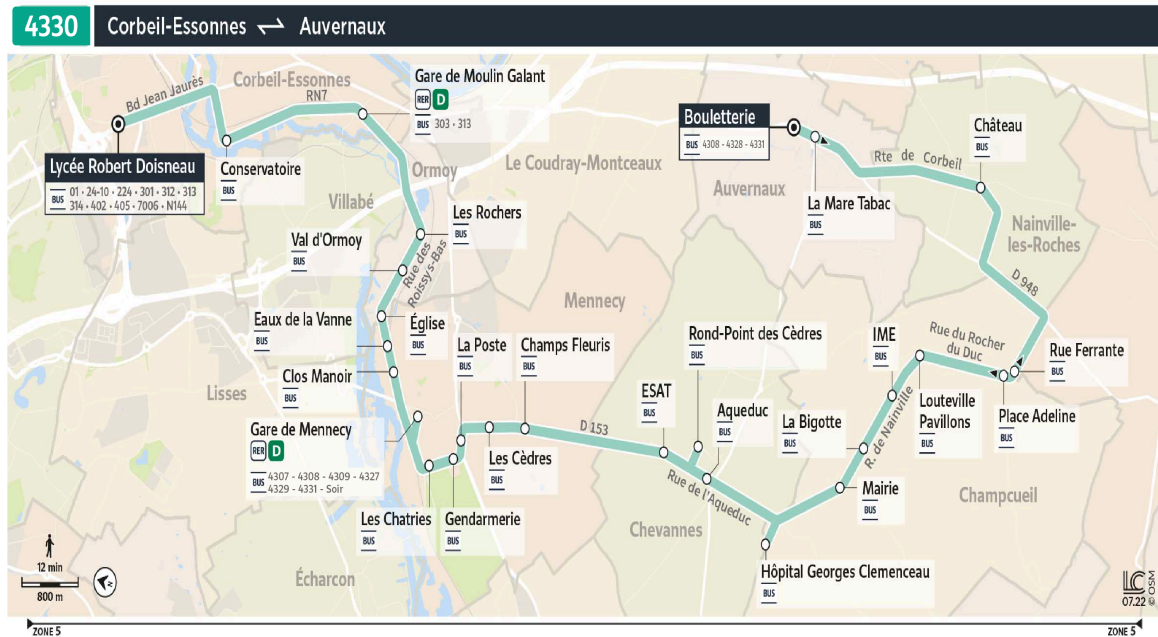 4330 Corbeil-Essonnes Auvernaux
Bd Jean Jaurès
Corbeil-Essonnes
RN7
Gare de Moulin Galant
RER D
BUS 303 • 313
Lycée Robert Doisneau
BUS 01 • 24-10 • 224 • 301 • 312 • 313
314 • 402 • 405 • 7006 • N144
Conservatoire
BUS
Villabé
Ormoy
Le Coudray-Montceaux
Les Rochers
BUS
Val d'Ormoy
BUS
Rue des
Roissys-Bas
Eaux de la Vanne
BUS
Église
BUS
Clos Manoir
BUS
Lisses
Gare de Mennecy
RER D
BUS 4307 - 4308 - 4309 - 4327
4329 - 4331 - Soir
Les Chatries
BUS
Gendarmerie
BUS
La Poste
BUS
Champs Fleuris
BUS
Les Cèdres
BUS
Mennecy
D 153
Écharcon
ESAT
BUS
Rond-Point des Cèdres
BUS
Aqueduc
BUS
Rue de l'Aqueduc
Chevannes
Hôpital Georges Clemenceau
BUS
Mairie
BUS
La Bigotte
BUS
R. de Nainville
IME
BUS
Louteville
Pavillons
BUS
Champcueil
Rue du Rocher
du Duc
Place Adeline
BUS
Rue Ferrante
BUS
D 948
Nainville-
les-Roches
Château
BUS
Rte de Corbeil
La Mare Tabac
BUS
Auvernaux
Bouletterie
BUS 4308 - 4328 - 4331
12 min
800 m
N
LC
07.22 © OSM
ZONE 5
ZONE 5